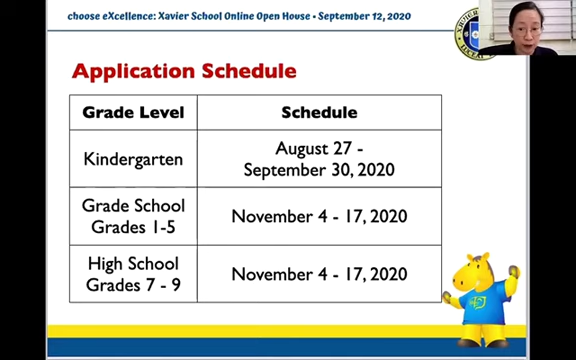 choose eXcellence: Xavier School Online Open House • September 12, 2020
Application Schedule
Grade Level
Schedule
Kindergarten
August 27 -
September 30, 2020
Grade School
Grades 1-5
November 4 - 17, 2020
High School
Grades 7 - 9
November 4 - 17, 2020